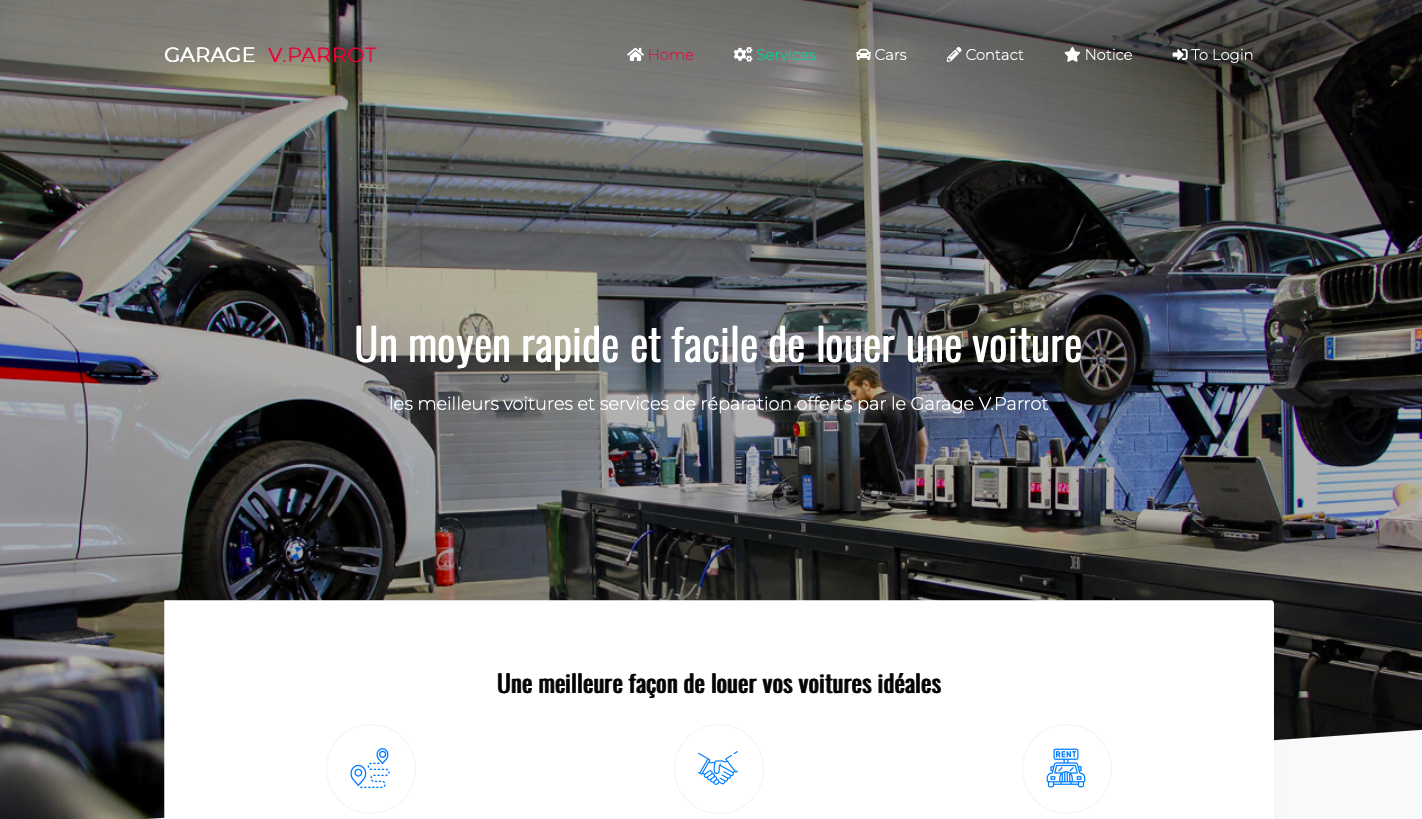 GARAGE V.PARROT
Home Services Cars Contact Notice To Login
Un moyen rapide et facile de louer une voiture
les meilleurs voitures et services de réparation offerts par le Garage V.Parrot
Une meilleure façon de louer vos voitures idéales
RENT